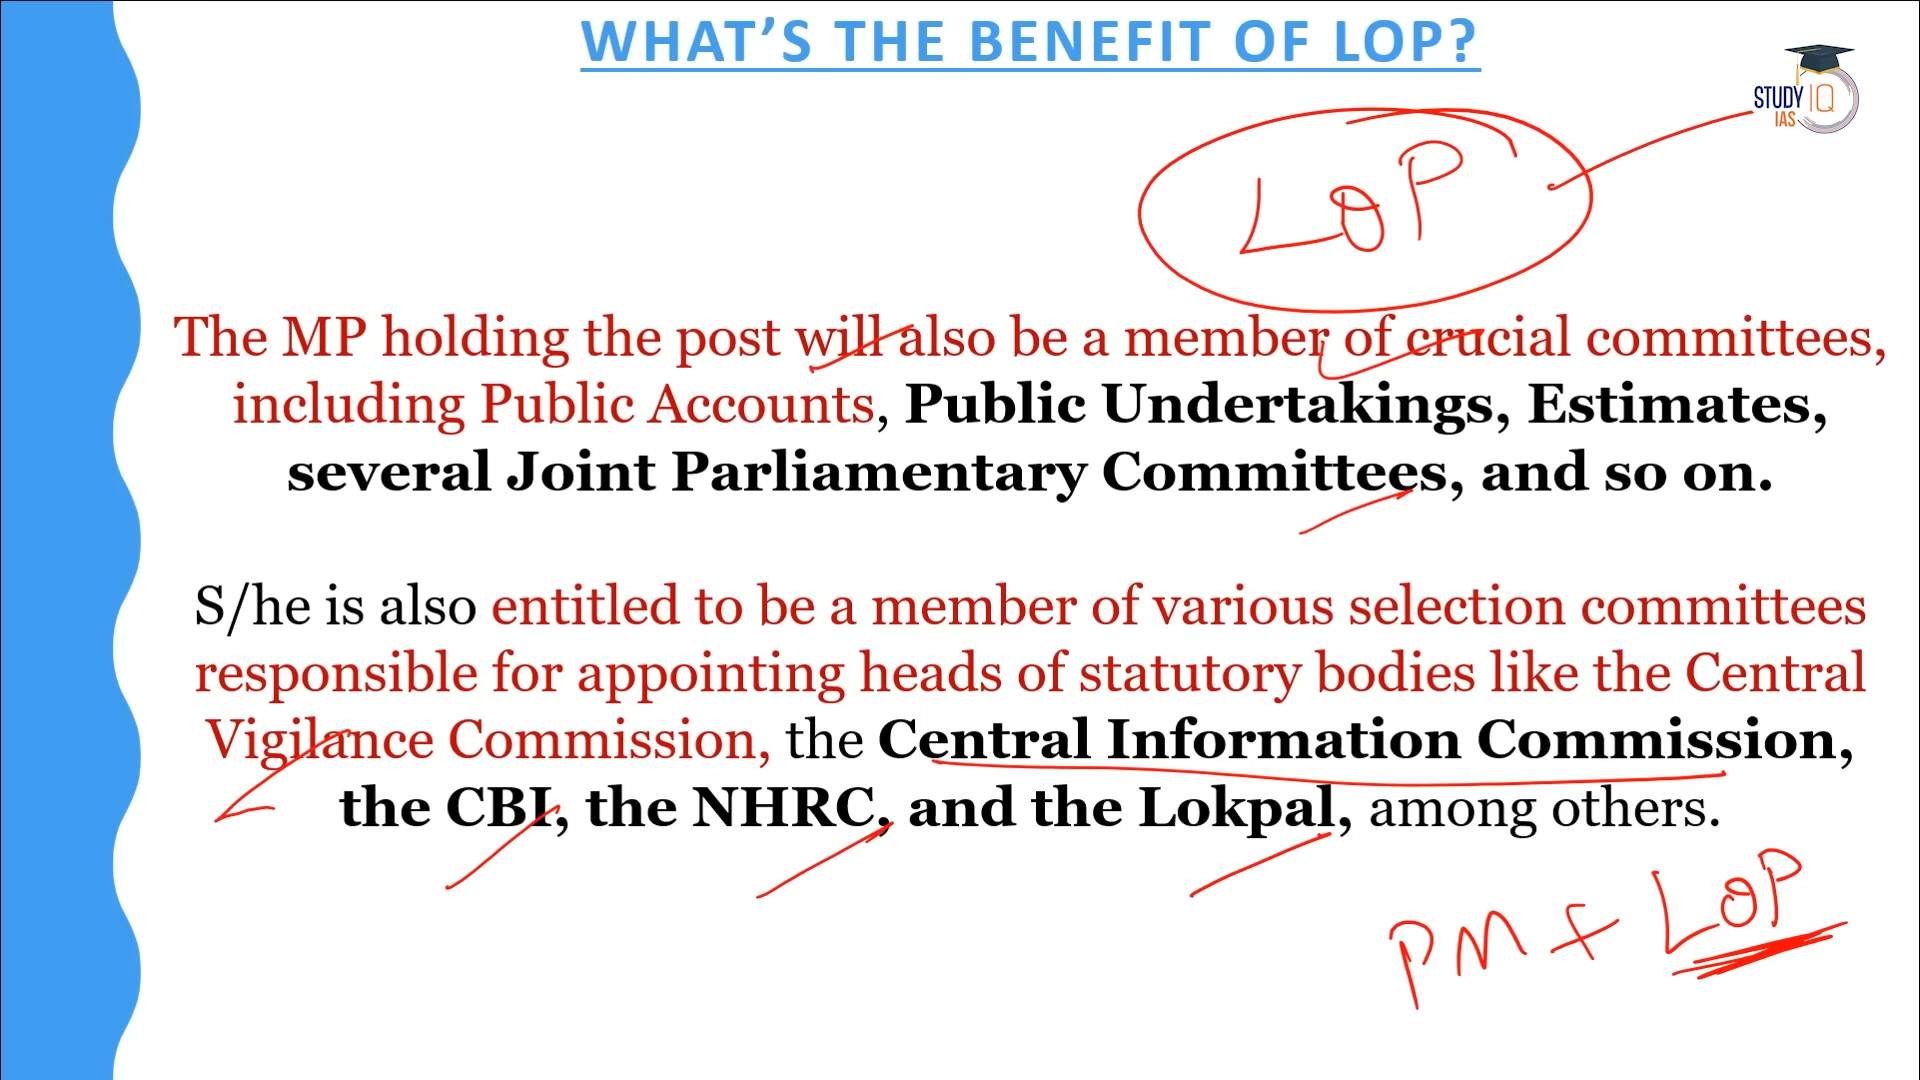 WHAT’S THE BENEFIT OF LOP?
STUDY IQ
IAS
LOP
The MP holding the post will also be a member of crucial committees,
including Public Accounts, Public Undertakings, Estimates,
several Joint Parliamentary Committees, and so on.
S/he is also entitled to be a member of various selection committees
responsible for appointing heads of statutory bodies like the Central
Vigilance Commission, the Central Information Commission,
the CBI, the NHRC, and the Lokpal, among others.
PM + LOP